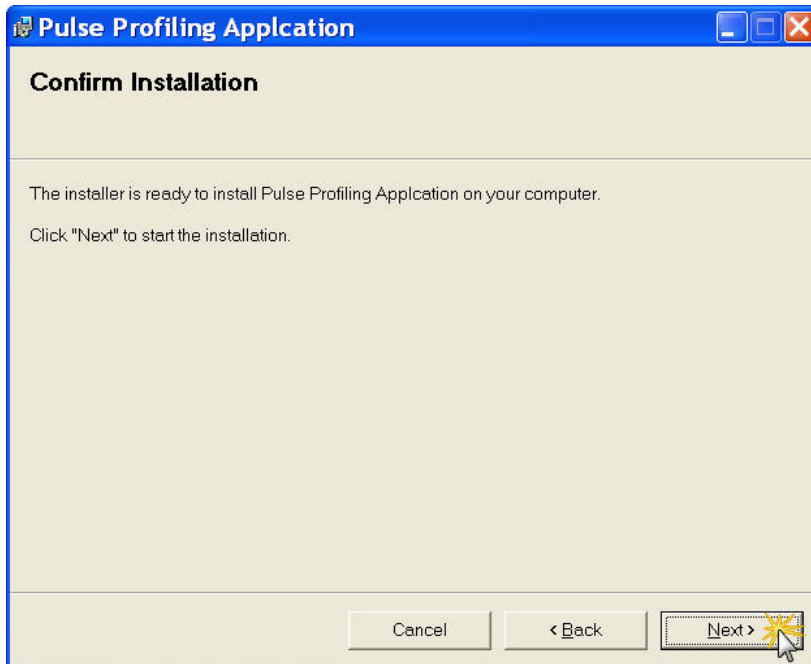 Pulse Profiling Applcation
Confirm Installation
The installer is ready to install Pulse Profiling Applcation on your computer.
Click "Next" to start the installation.
Cancel
< Back
Next >